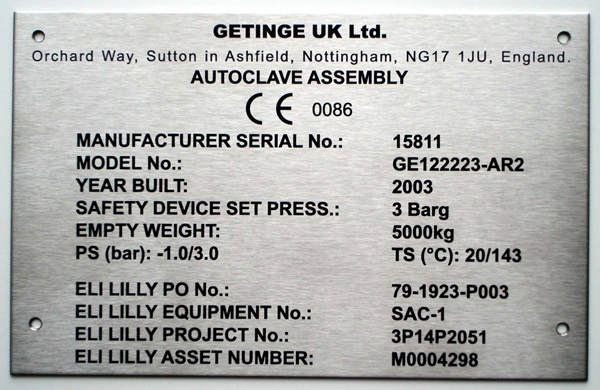 GETINGE UK Ltd.
Orchard Way, Sutton in Ashfield, Nottingham, NG17 1JU, England.
AUTOCLAVE ASSEMBLY
CE 0086
MANUFACTURER SERIAL No.: 15811
MODEL No.: GE122223-AR2
YEAR BUILT: 2003
SAFETY DEVICE SET PRESS.: 3 Barg
EMPTY WEIGHT: 5000kg
PS (bar): -1.0/3.0 TS (°C): 20/143
ELI LILLY PO No.: 79-1923-P003
ELI LILLY EQUIPMENT No.: SAC-1
ELI LILLY PROJECT No.: 3P14P2051
ELI LILLY ASSET NUMBER: M0004298